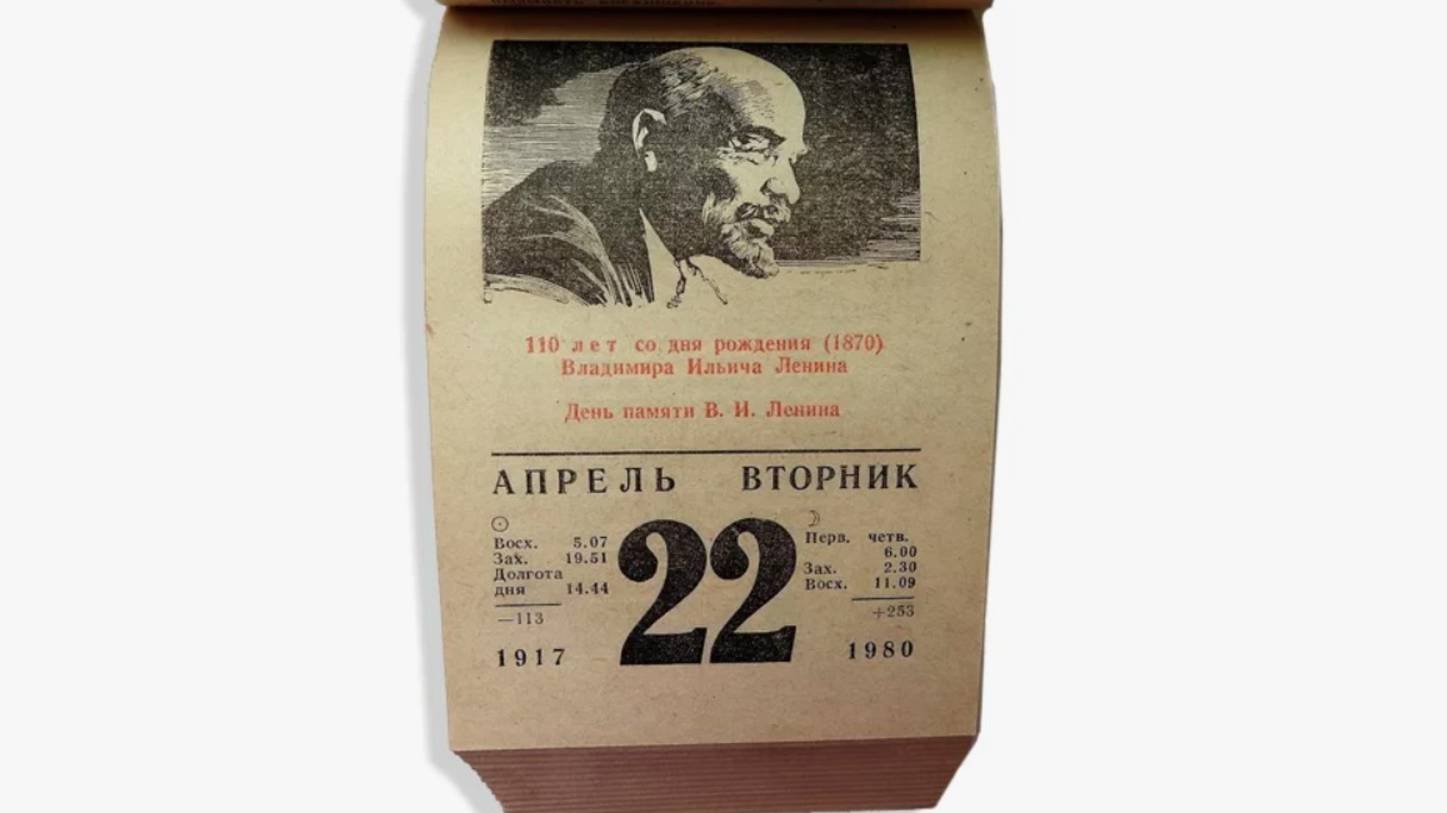 110 лет со дня рождения (1870)
Владимира Ильича Ленина
День памяти В. И. Ленина
АПРЕЛЬ ВТОРНИК
22
Восх. 5.07
Зах. 19.51
Долгота
дня 14.44
—113
1917
Перв. четв.
6.00
Зах. 2.30
Восх. 11.09
+253
1980